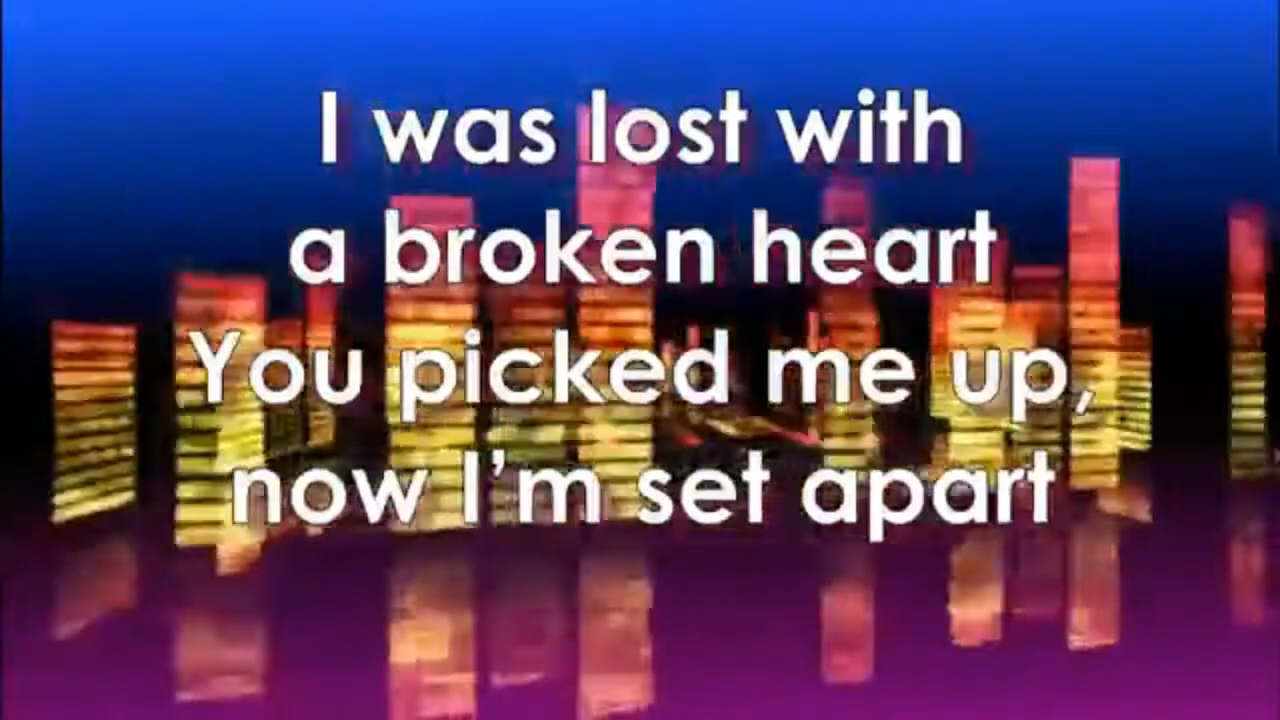 I was lost with
a broken heart
You picked me up,
now I’m set apart